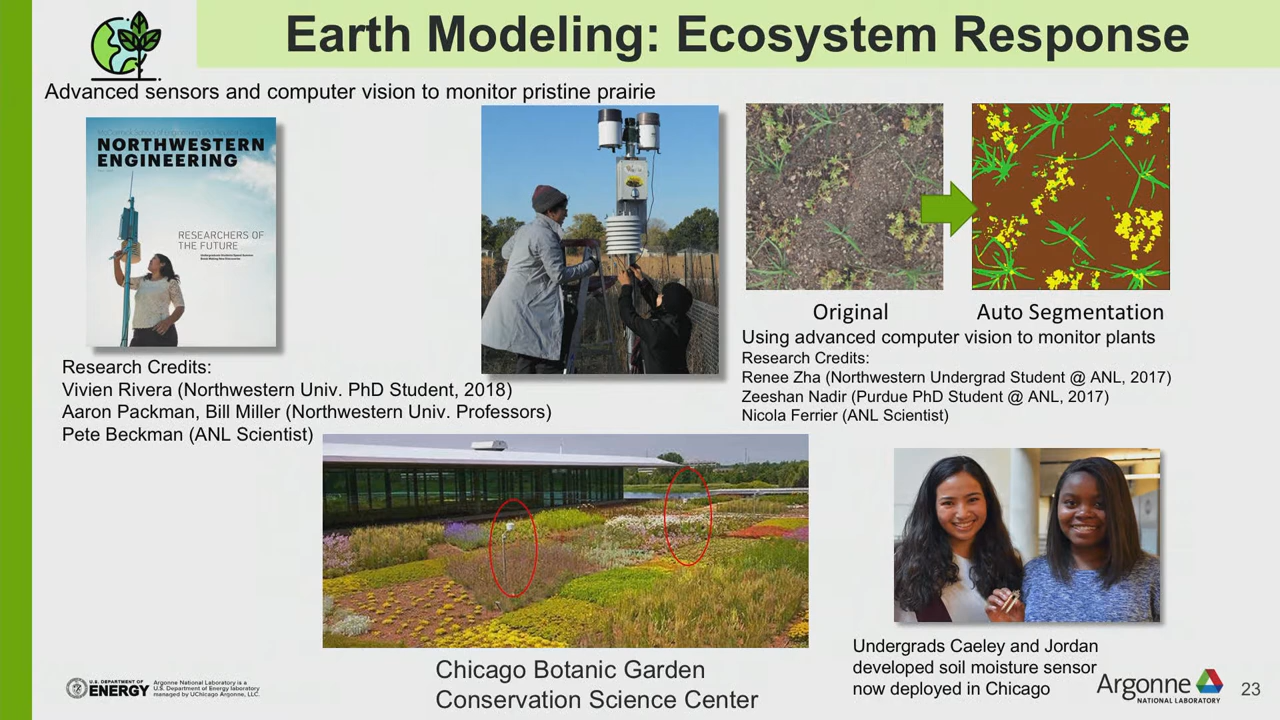 Earth Modeling: Ecosystem Response
Advanced sensors and computer vision to monitor pristine prairie
NORTHWESTERN
ENGINEERING
RESEARCHERS OF
THE FUTURE
Original
Auto Segmentation
Using advanced computer vision to monitor plants
Research Credits:
Renee Zha (Northwestern Undergrad Student @ ANL, 2017)
Zeeshan Nadir (Purdue PhD Student @ ANL, 2017)
Nicola Ferrier (ANL Scientist)
Research Credits:
Vivien Rivera (Northwestern Univ. PhD Student, 2018)
Aaron Packman, Bill Miller (Northwestern Univ. Professors)
Pete Beckman (ANL Scientist)
Chicago Botanic Garden
Conservation Science Center
Undergrads Caeley and Jordan
developed soil moisture sensor
now deployed in Chicago
U.S. DEPARTMENT OF
ENERGY
Argonne National Laboratory is a
U.S. Department of Energy laboratory
managed by UChicago Argonne, LLC.
Argonne
NATIONAL LABORATORY
23